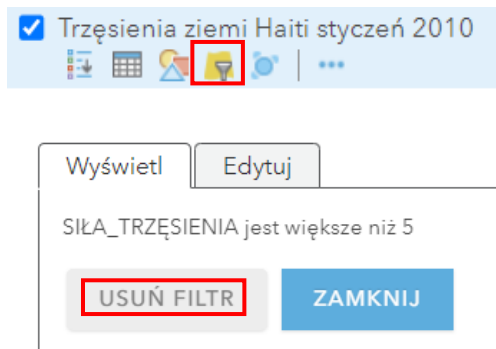 Trzęsienia ziemi Haiti styczeń 2010
Wyświetl Edytuj
SIŁA_TRZĘSIENIA jest większe niż 5
USUŃ FILTR ZAMKNIJ